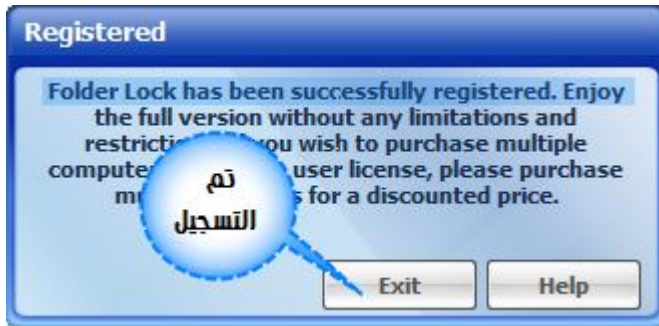 Registered
Folder Lock has been successfully registered. Enjoy
the full version without any limitations and
you wish to purchase multiple
user license, please purchase
for a discounted price.
تم
التسجيل
Exit
Help